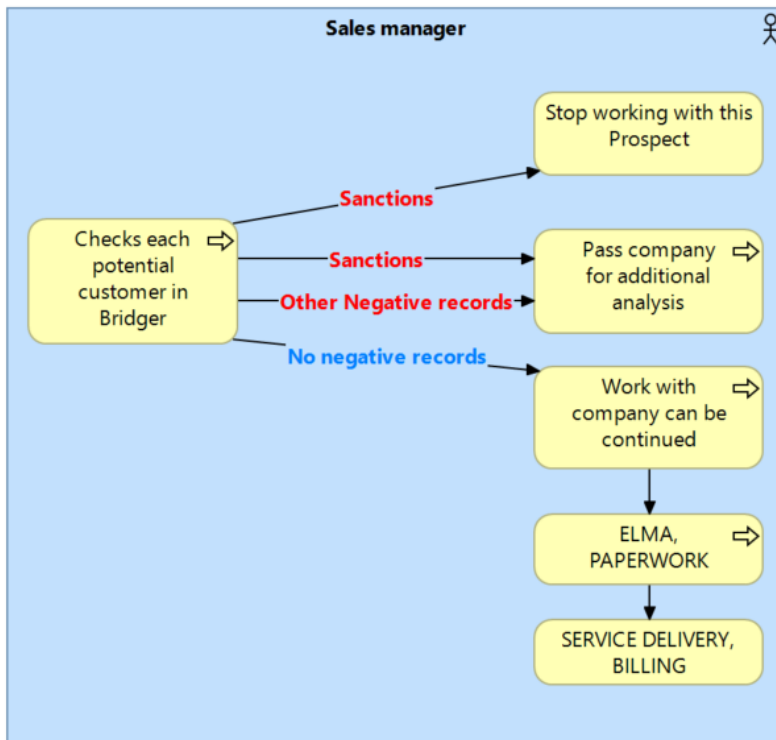 Sales manager
Stop working with this
Prospect
Sanctions
Checks each
potential
customer in
Bridger
Sanctions
Other Negative records
Pass company
for additional
analysis
No negative records
Work with
company can be
continued
ELMA,
PAPERWORK
SERVICE DELIVERY,
BILLING